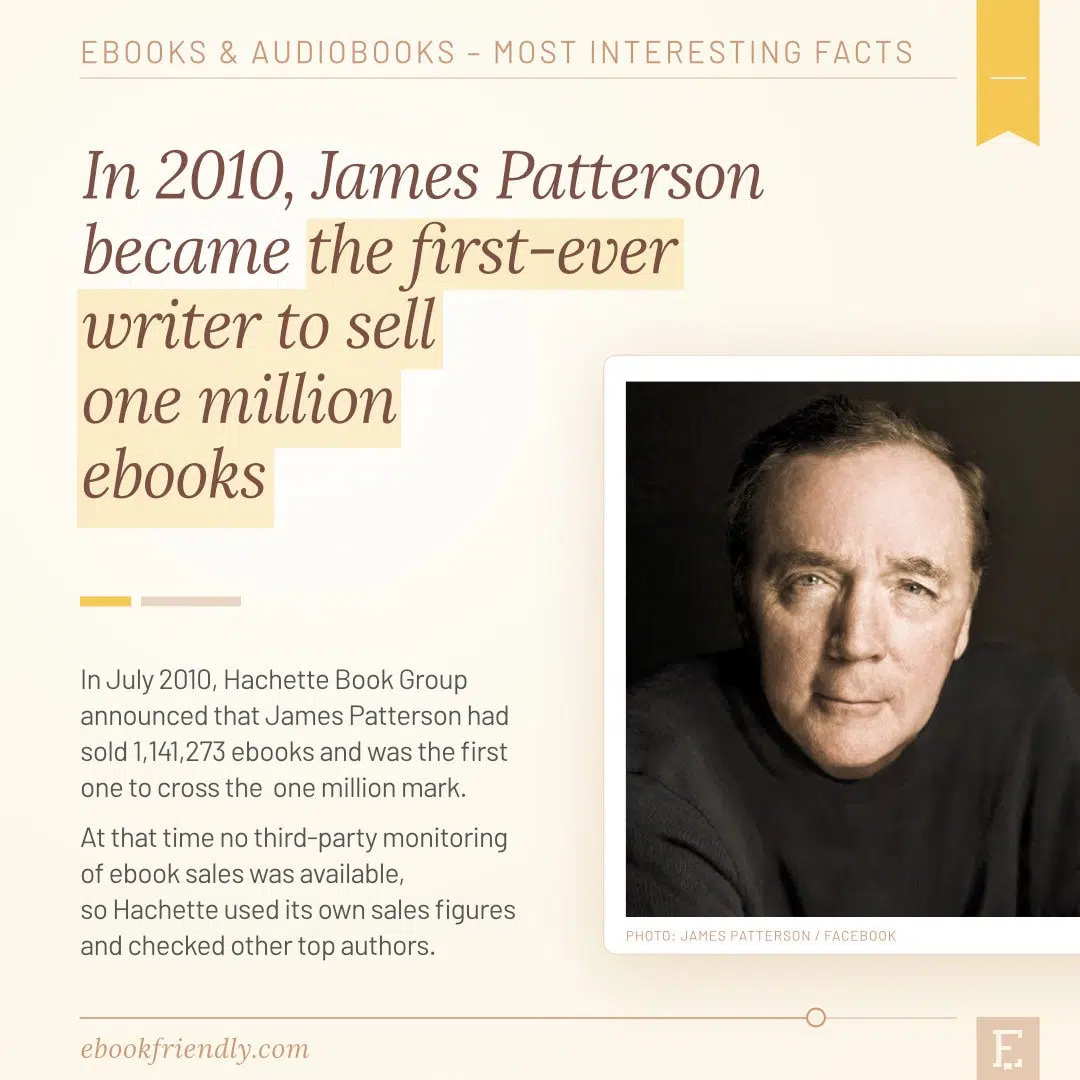 EBOOKS & AUDIOBOOKS – MOST INTERESTING FACTS
In 2010, James Patterson
became the first-ever
writer to sell
one million
ebooks
In July 2010, Hachette Book Group
announced that James Patterson had
sold 1,141,273 ebooks and was the first
one to cross the  one million mark.
At that time no third-party monitoring
of ebook sales was available,
so Hachette used its own sales figures
and checked other top authors.
PHOTO: JAMES PATTERSON / FACEBOOK
ebookfriendly.com
E